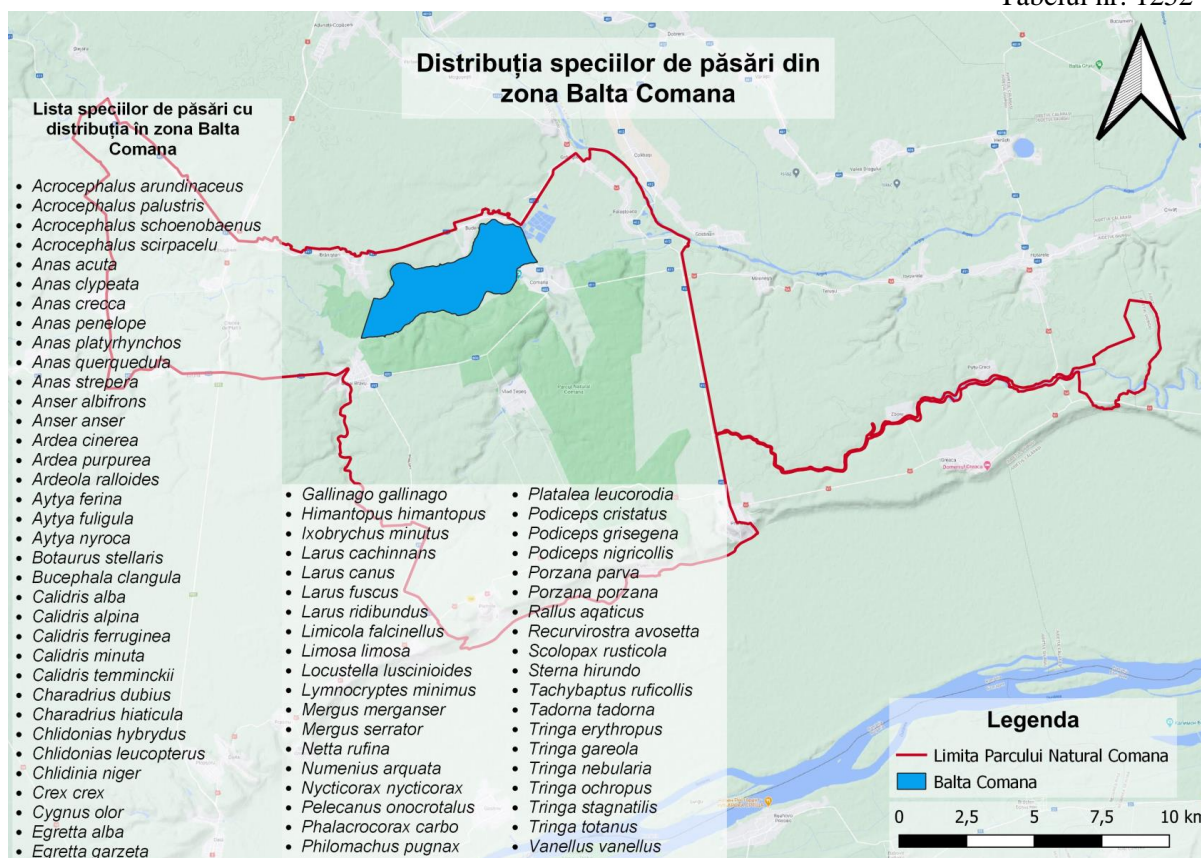 Tabelul nr. 1232
Distribuția speciilor de păsări din
zona Balta Comana
Lista speciilor de păsări cu
distribuția în zona Balta
Comana
• Acrocephalus arundinaceus
• Acrocephalus palustris
• Acrocephalus schoenobaenus
• Acrocephalus scirpacelu
• Anas acuta
• Anas clypeata
• Anas crecca
• Anas penelope
• Anas platyrhynchos
• Anas querquedula
• Anas strepera
• Anser albifrons
• Anser anser
• Ardea cinerea
• Ardea purpurea
• Ardeola ralloides
• Aytya ferina
• Aytya fuligula
• Aytya nyroca
• Botaurus stellaris
• Bucephala clangula
• Calidris alba
• Calidris alpina
• Calidris ferruginea
• Calidris minuta
• Calidris temminckii
• Charadrius dubius
• Charadrius hiaticula
• Chlidonias hybrydus
• Chlidonias leucopterus
• Chlidinia niger
• Crex crex
• Cygnus olor
• Egretta alba
• Egretta garzeta
• Gallinago gallinago
• Himantopus himantopus
• Ixobrychus minutus
• Larus cachinnans
• Larus canus
• Larus fuscus
• Larus ridibundus
• Limicola falcinellus
• Limosa limosa
• Locustella luscinioides
• Lymnocryptes minimus
• Mergus merganser
• Mergus serrator
• Netta rufina
• Numenius arquata
• Nycticorax nycticorax
• Pelecanus onocrotalus
• Phalacrocorax carbo
• Philomachus pugnax
• Platalea leucorodia
• Podiceps cristatus
• Podiceps grisegena
• Podiceps nigricollis
• Porzana parva
• Porzana porzana
• Rallus aqaticus
• Recurvirostra avosetta
• Scolopax rusticola
• Sterna hirundo
• Tachybaptus ruficollis
• Tadorna tadorna
• Tringa erythropus
• Tringa gareola
• Tringa nebularia
• Tringa ochropus
• Tringa stagnatilis
• Tringa totanus
• Vanellus vanellus
Comana
Legenda
Limita Parcului Natural Comana
Balta Comana
0 2,5 5 7,5 10 km